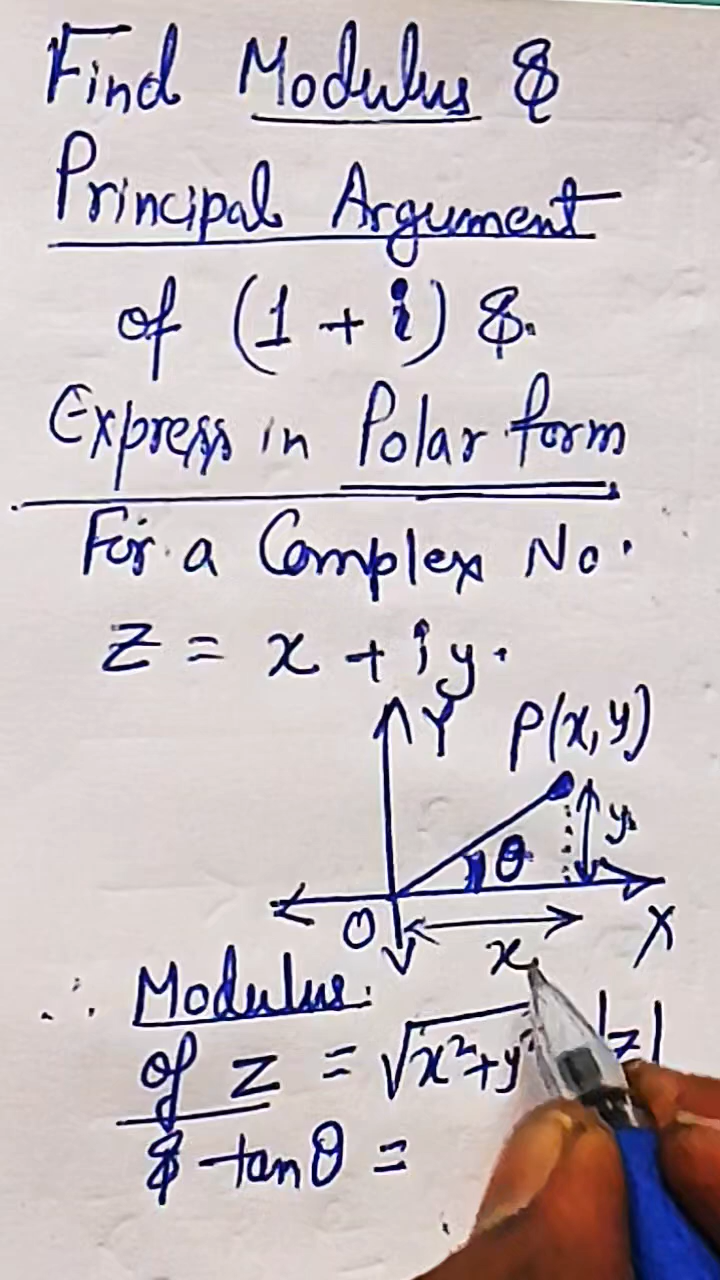 Find Modulus &
Principal Argument
of (1 + i) &
Express in Polar form
For a Complex No.
z = x + iy.
Y P(x, y)
y
θ
O X
x
∴ Modulus
of z = √x²+y² |z|
& tanθ =